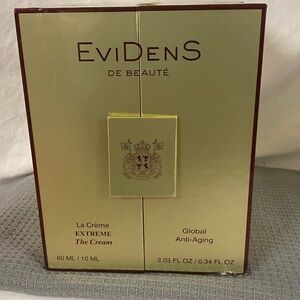 EVIDENS
DE BEAUTÉ
La Crème
EXTREME
The Cream
Global
Anti-Aging
60 ML / 10 ML
2.03 FL OZ / 0.34 FL OZ